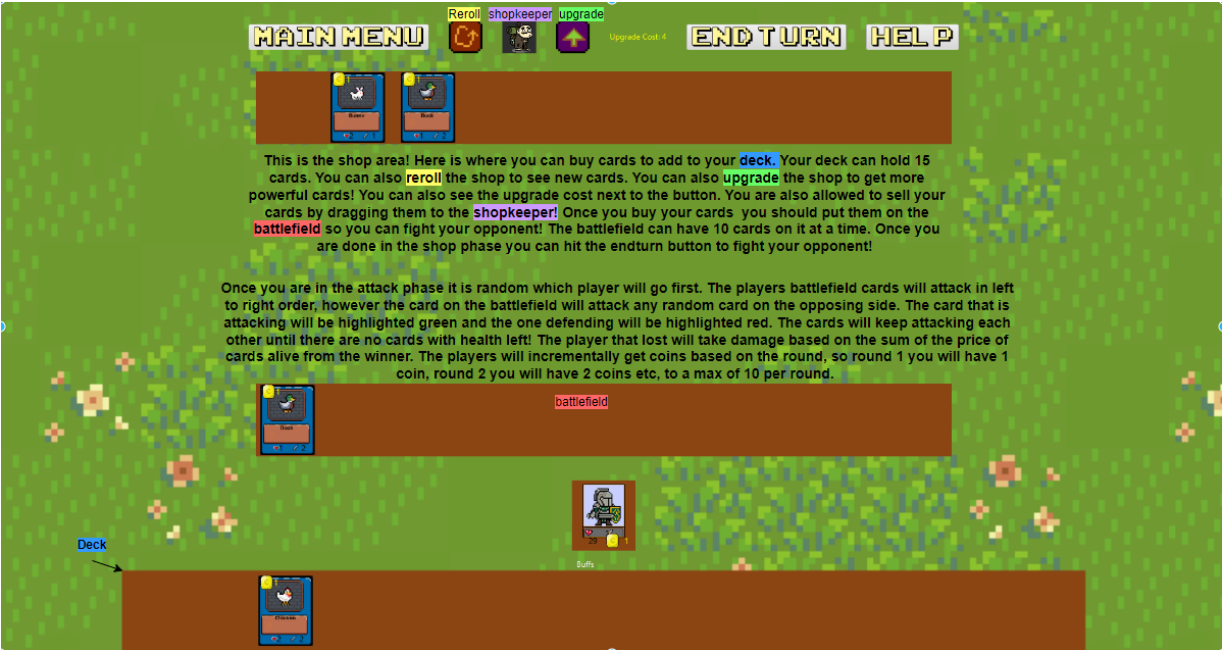 Reroll shopkeeper upgrade
MAIN MENU
Upgrade Cost: 4
END TURN
HELP
This is the shop area! Here is where you can buy cards to add to your deck. Your deck can hold 15
cards. You can also reroll the shop to see new cards. You can also upgrade the shop to get more
powerful cards! You can also see the upgrade cost next to the button. You are also allowed to sell your
cards by dragging them to the shopkeeper! Once you buy your cards you should put them on the
battlefield so you can fight your opponent! The battlefield can have 10 cards on it at a time. Once you
are done in the shop phase you can hit the endturn button to fight your opponent!
Once you are in the attack phase it is random which player will go first. The players battlefield cards will attack in left
to right order, however the card on the battlefield will attack any random card on the opposing side. The card that is
attacking will be highlighted green and the one defending will be highlighted red. The cards will keep attacking each
other until there are no cards with health left! The player that lost will take damage based on the sum of the price of
cards alive from the winner. The players will incrementally get coins based on the round, so round 1 you will have 1
coin, round 2 you will have 2 coins etc, to a max of 10 per round.
battlefield
29 1
Buffs
Deck
Chicken